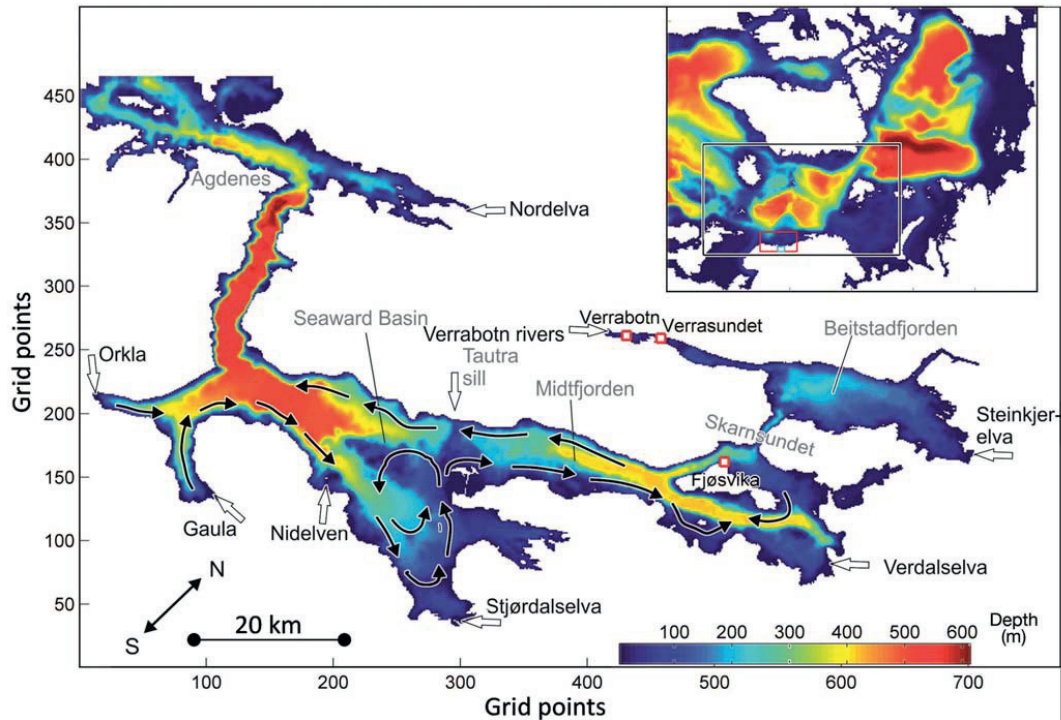 450
400
350
300
250
200
150
100
50
Grid points
Agdenes
Nordelva
Seaward Basin
Verrabotn
Verrabotn rivers
Verrasundet
Beitstadfjorden
Tautra
sill
Orkla
Midtfjorden
Skarnsundet
Steinkjer-
elva
Fjøsvika
Gaula
Nidelven
Verdalselva
Stjørdalselva
N
S
20 km
100 200 300 400 500 600
Depth
(m)
100 200 300 400 500 600 700
Grid points